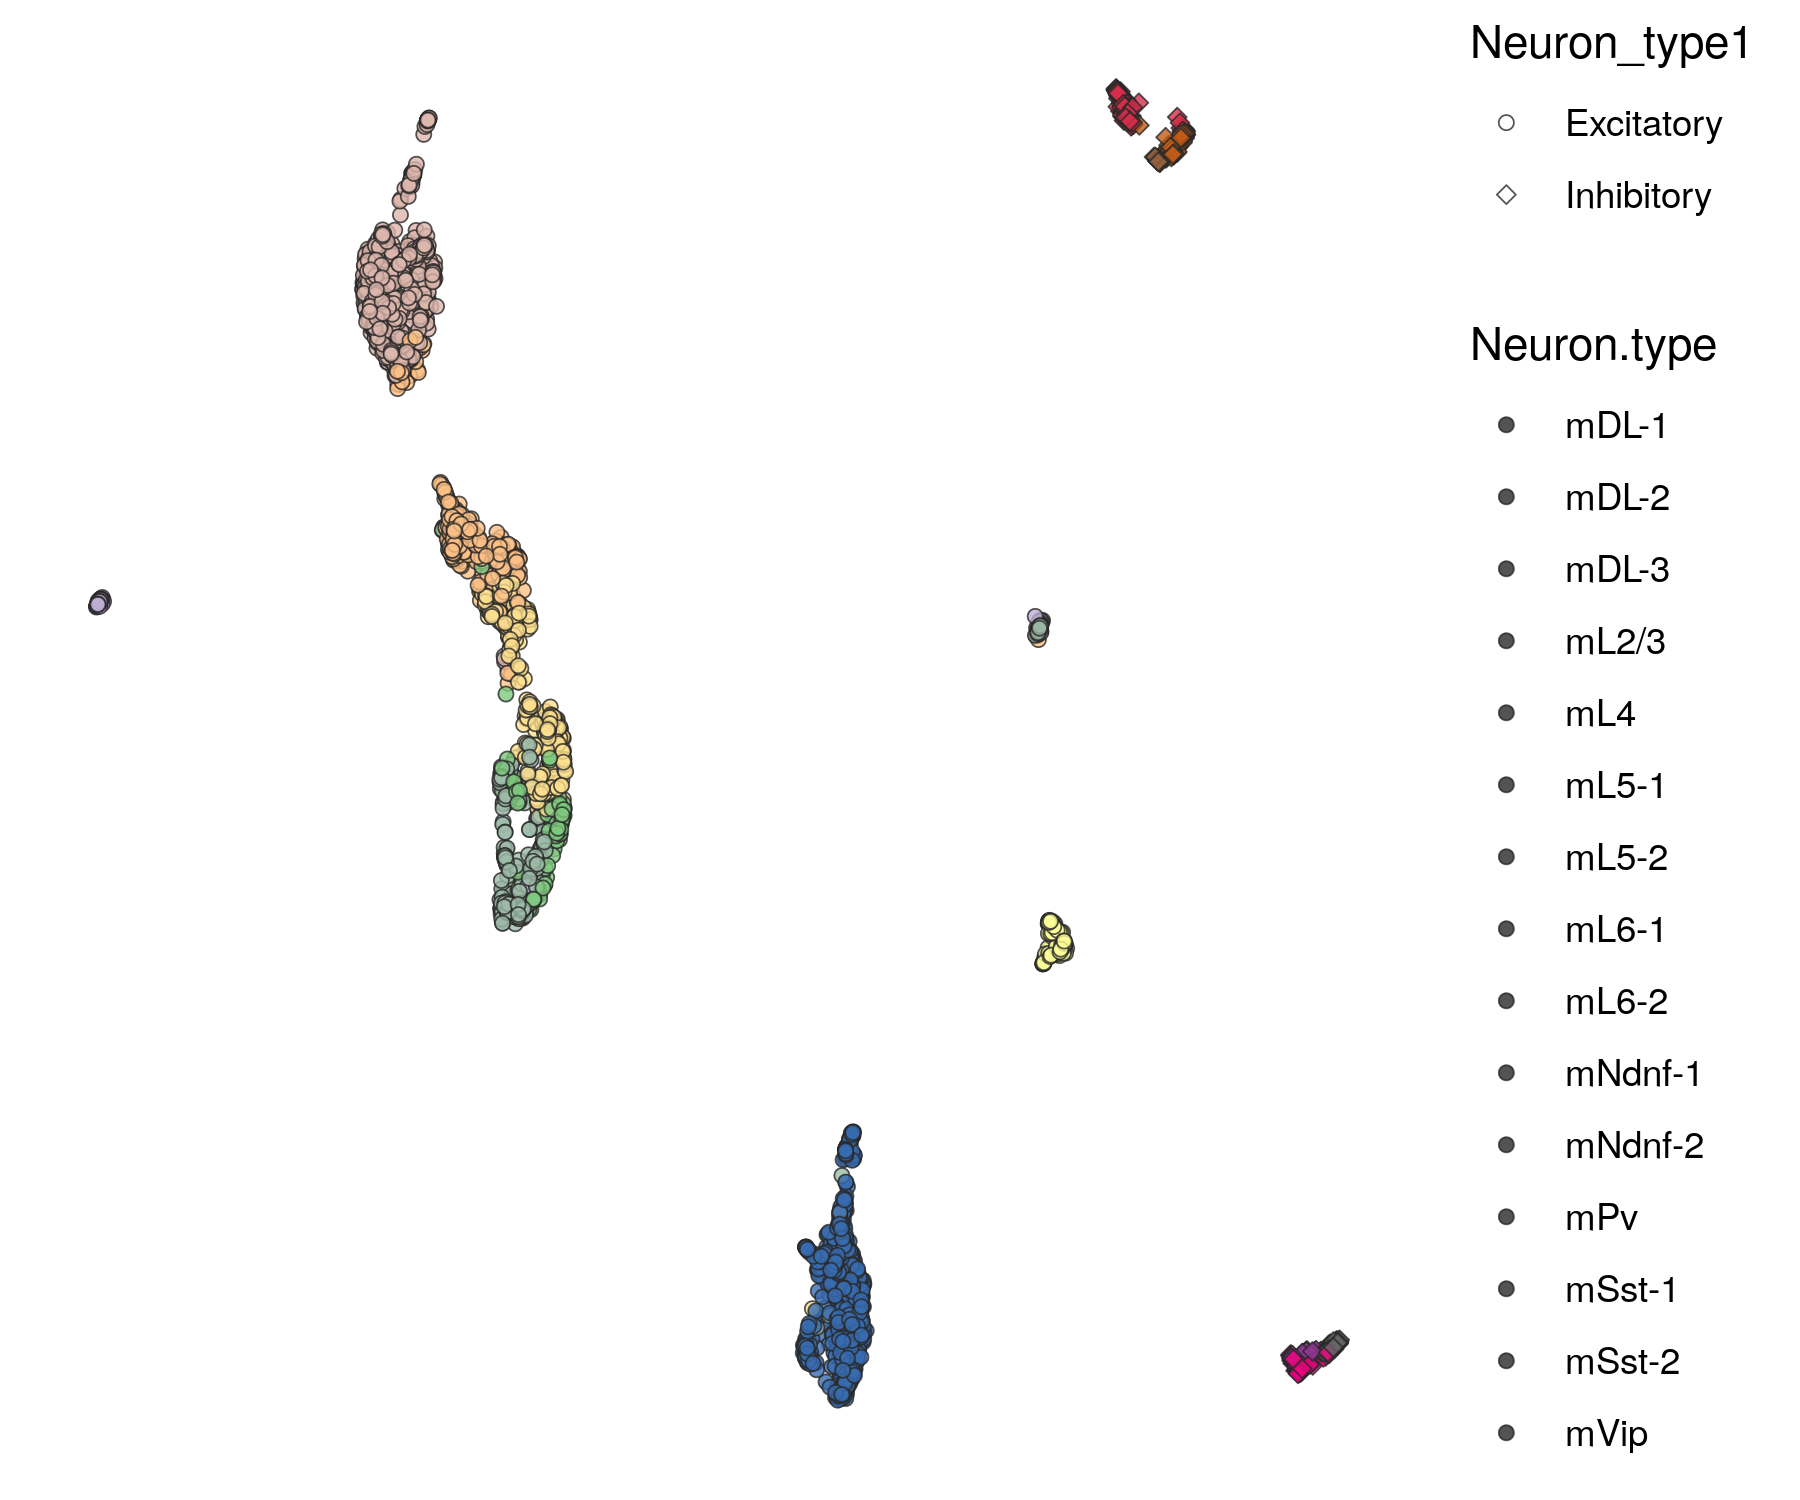 Neuron_type1
Excitatory
Inhibitory
Neuron.type
mDL-1
mDL-2
mDL-3
mL2/3
mL4
mL5-1
mL5-2
mL6-1
mL6-2
mNdnf-1
mNdnf-2
mPv
mSst-1
mSst-2
mVip